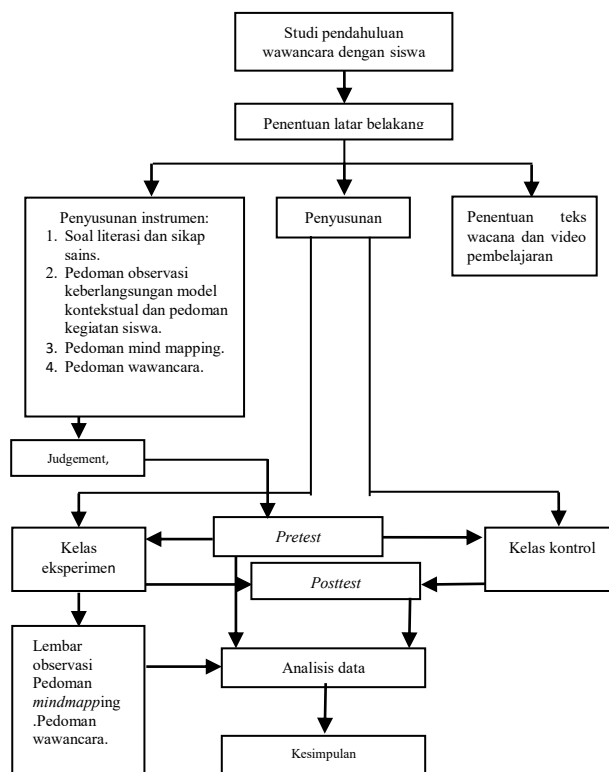 Studi pendahuluan
wawancara dengan siswa
Penentuan latar belakang
Penyusunan instrumen:
1. Soal literasi dan sikap
sains.
2. Pedoman observasi
keberlangsungan model
kontekstual dan pedoman
kegiatan siswa.
3. Pedoman mind mapping.
4. Pedoman wawancara.
Penyusunan
Penentuan teks
wacana dan video
pembelajaran
Judgement,
Pretest
Kelas
eksperimen
Kelas kontrol
Posttest
Lembar
observasi
Pedoman
mindmapping
.Pedoman
wawancara.
Analisis data
Kesimpulan